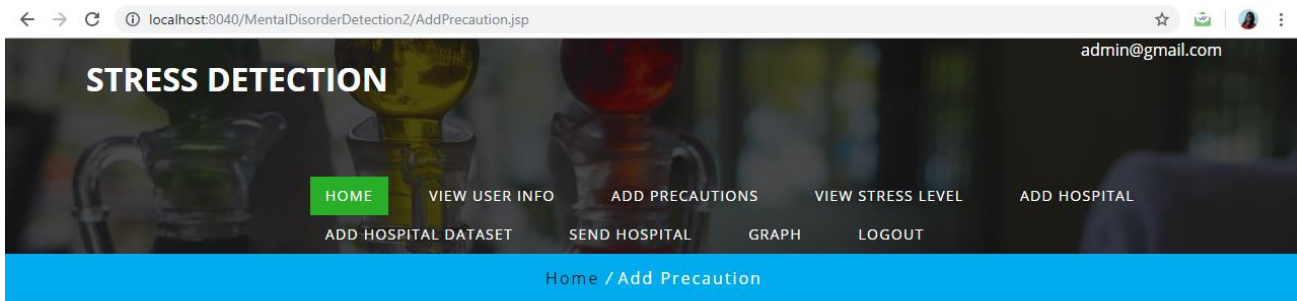 localhost:8040/MentalDisorderDetection2/AddPrecaution.jsp
admin@gmail.com
STRESS DETECTION
HOME VIEW USER INFO ADD PRECAUTIONS VIEW STRESS LEVEL ADD HOSPITAL
ADD HOSPITAL DATASET SEND HOSPITAL GRAPH LOGOUT
Home / Add Precaution